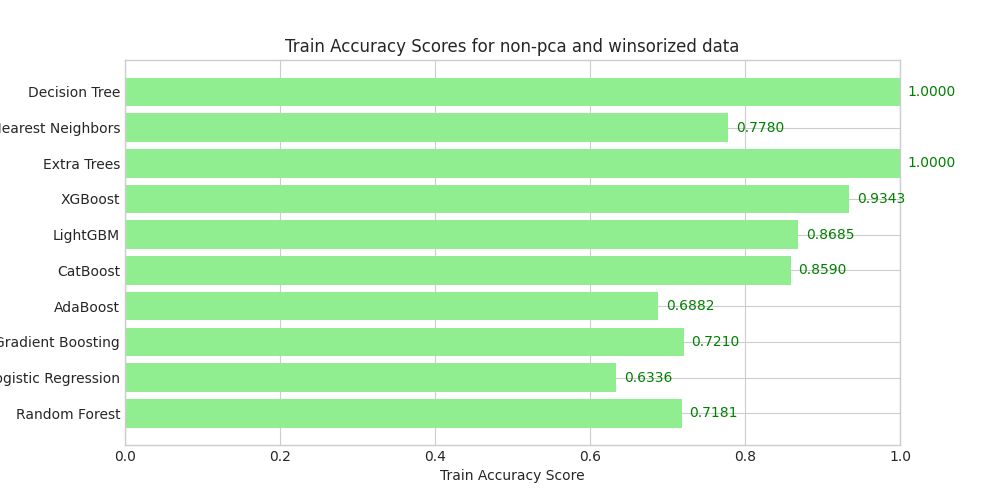 Train Accuracy Scores for non-pca and winsorized data
Decision Tree 1.0000
Nearest Neighbors 0.7780
Extra Trees 1.0000
XGBoost 0.9343
LightGBM 0.8685
CatBoost 0.8590
AdaBoost 0.6882
Gradient Boosting 0.7210
ogistic Regression 0.6336
Random Forest 0.7181
0.0 0.2 0.4 0.6 0.8 1.0
Train Accuracy Score